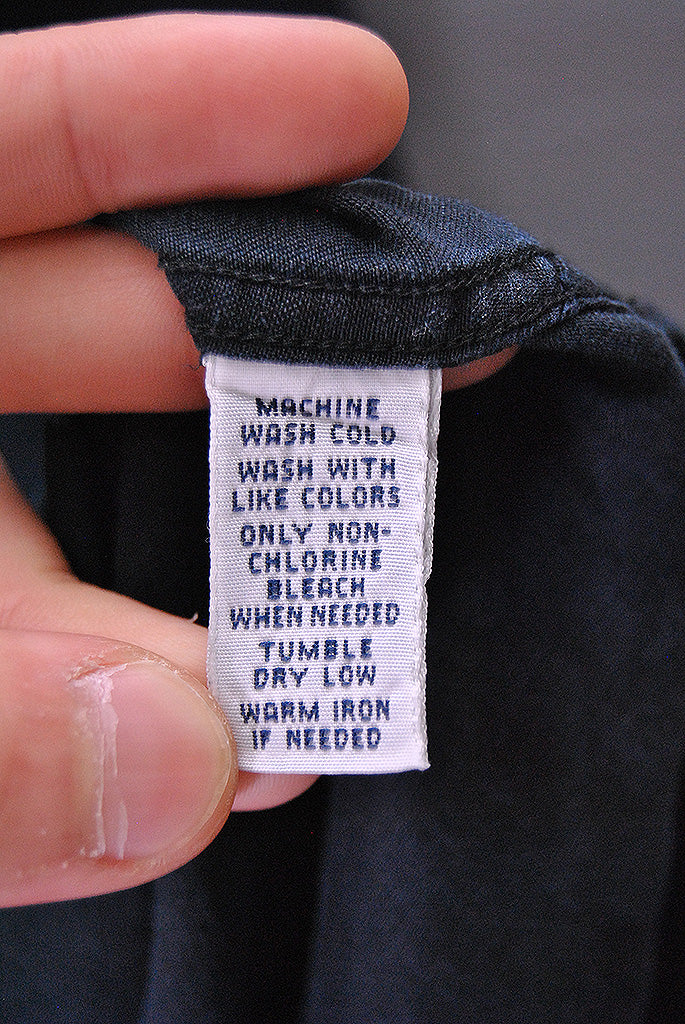 MACHINE
WASH COLD
WASH WITH
LIKE COLORS
ONLY NON-
CHLORINE
BLEACH
WHEN NEEDED
TUMBLE
DRY LOW
WARM IRON
IF NEEDED